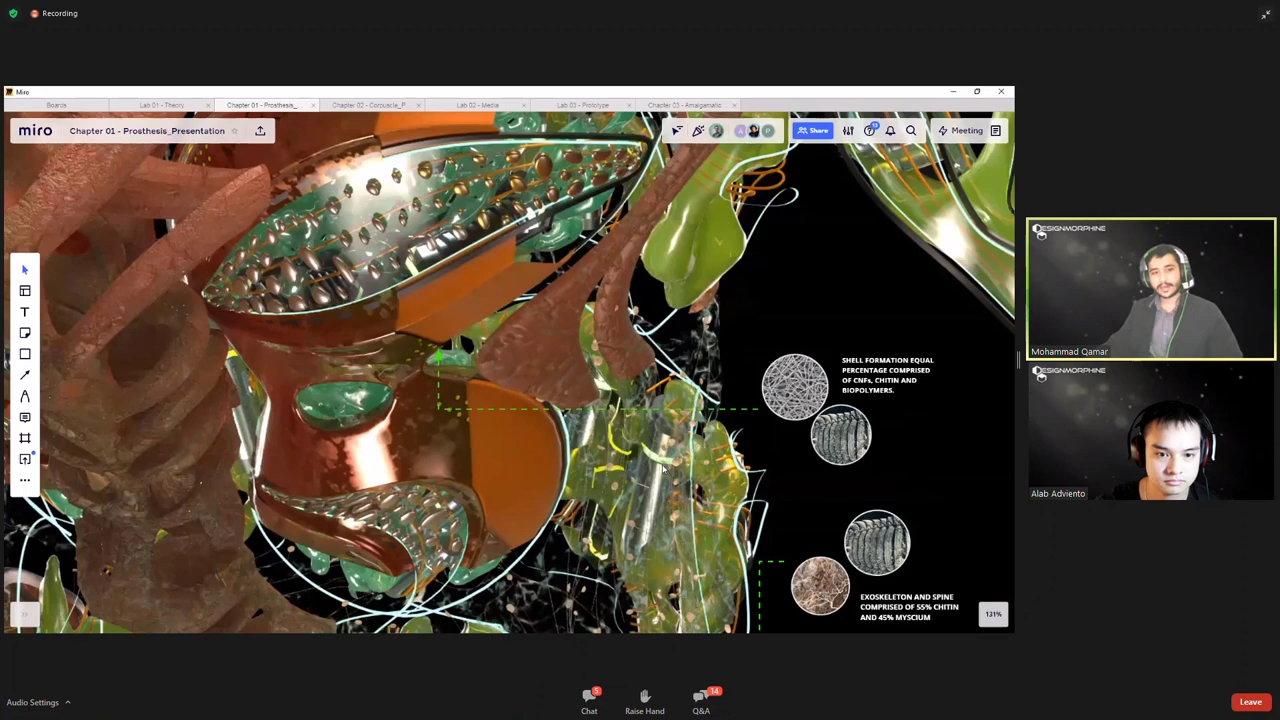 Recording
Miro
Boards
Lab 01 - Theory
Chapter 01 - Prosthesis_...
Chapter 02 - Corpuscle_P
Lab 02 - Media
Lab 03 - Prototype
Chapter 03 - Amalgamatic
miro
Chapter 01 - Prosthesis_Presentation
A
P
Share
Meeting
SHELL FORMATION EQUAL
PERCENTAGE COMPRISED
OF CNFs, CHITIN AND
BIOPOLYMERS.
EXOSKELETON AND SPINE
COMPRISED OF 55% CHITIN
AND 45% MYSCIUM
131%
DESIGNMORPHINE
Mohammad Qamar
DESIGNMORPHINE
Alab Adviento
Audio Settings
5
Chat
Raise Hand
14
Q&A
Leave